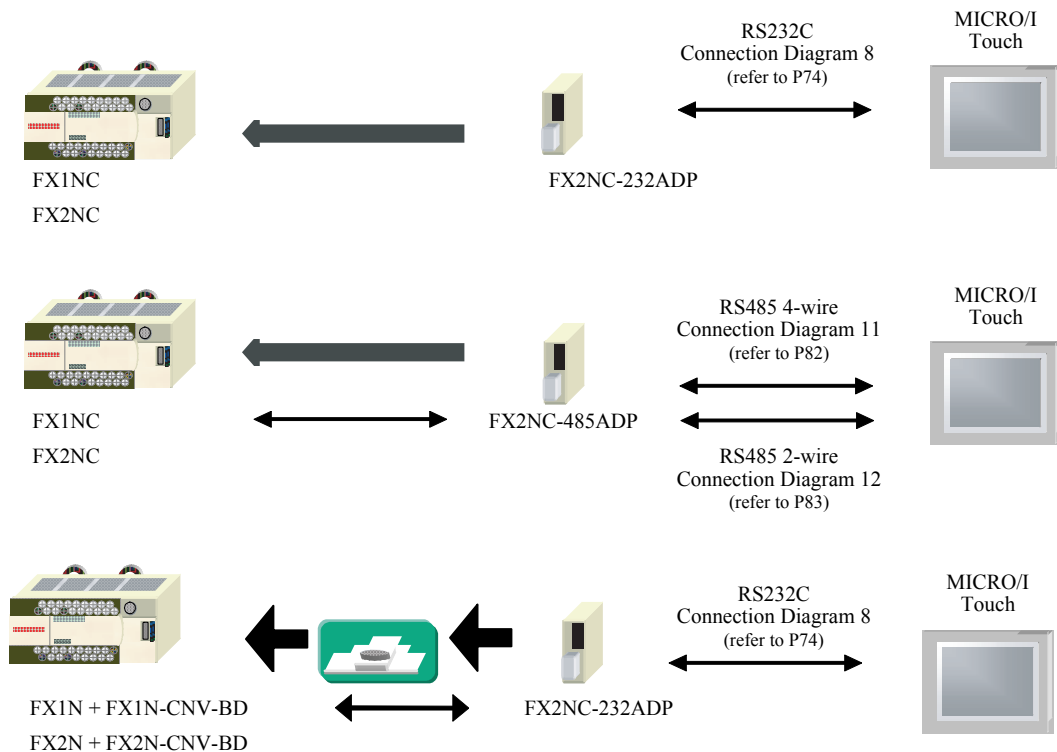 MICRO/I
Touch
RS232C
Connection Diagram 8
(refer to P74)
FX1NC
FX2NC
FX2NC-232ADP
MICRO/I
Touch
RS485 4-wire
Connection Diagram 11
(refer to P82)
FX1NC
FX2NC
FX2NC-485ADP
RS485 2-wire
Connection Diagram 12
(refer to P83)
MICRO/I
Touch
RS232C
Connection Diagram 8
(refer to P74)
FX1N + FX1N-CNV-BD
FX2N + FX2N-CNV-BD
FX2NC-232ADP